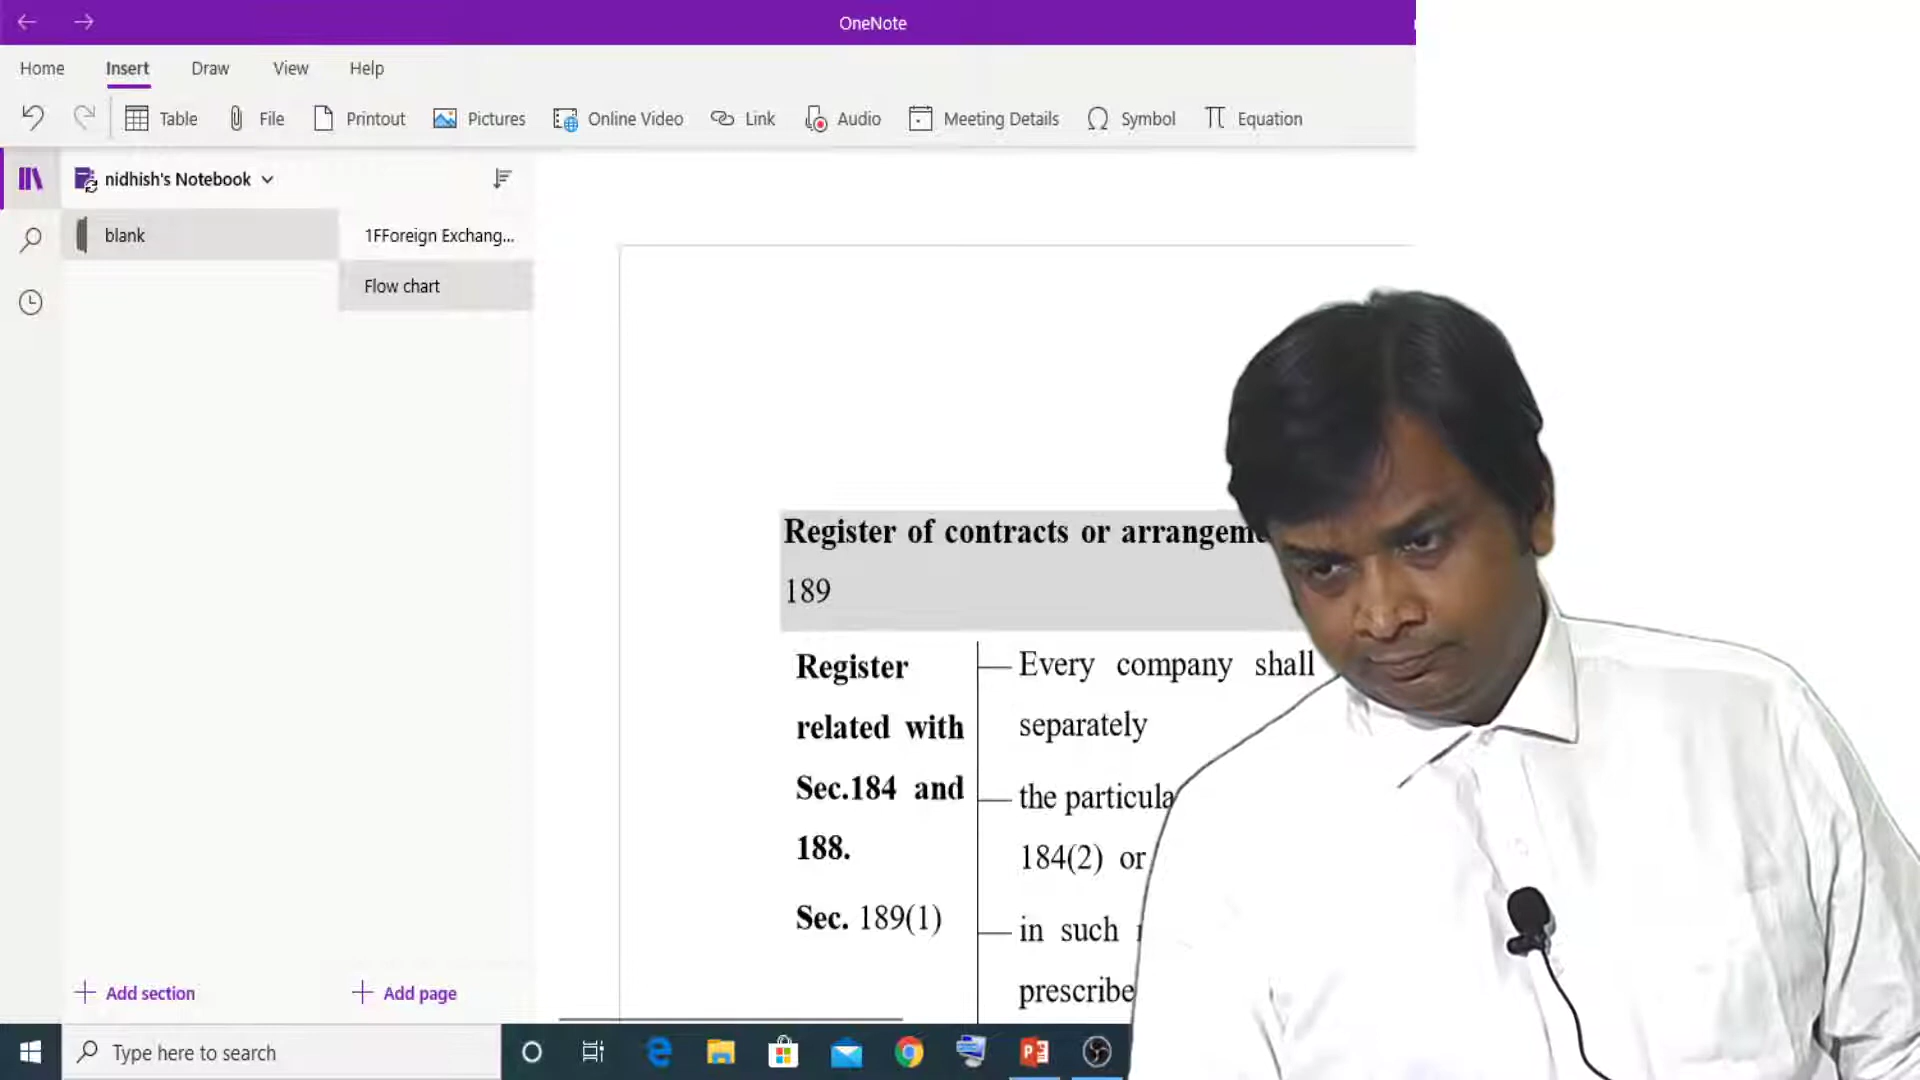 OneNote
Home Insert Draw View Help
Table File Printout Pictures Online Video Link Audio Meeting Details Symbol Equation
nidhish's Notebook
blank
1FForeign Exchang...
Flow chart
Register of contracts or
189
Register
related with
Sec.184 and
188.
Sec. 189(1)
Every company shall
separately
the
184(2) or
in such
Add section
Add page
Type here to search